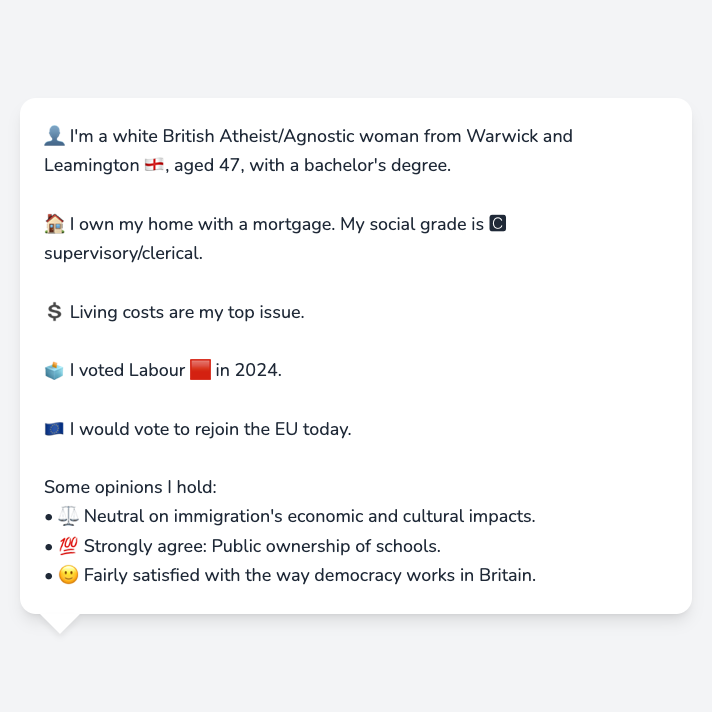 👤 I'm a white British Atheist/Agnostic woman from Warwick and
Leamington 🏴󠁧󠁢󠁥󠁮󠁧󠁿, aged 47, with a bachelor's degree.
🏠 I own my home with a mortgage. My social grade is 🅲
supervisory/clerical.
💲 Living costs are my top issue.
🗳️ I voted Labour 🟥 in 2024.
🇪🇺 I would vote to rejoin the EU today.
Some opinions I hold:
• ⚖️ Neutral on immigration's economic and cultural impacts.
• 💯 Strongly agree: Public ownership of schools.
• 🙂 Fairly satisfied with the way democracy works in Britain.